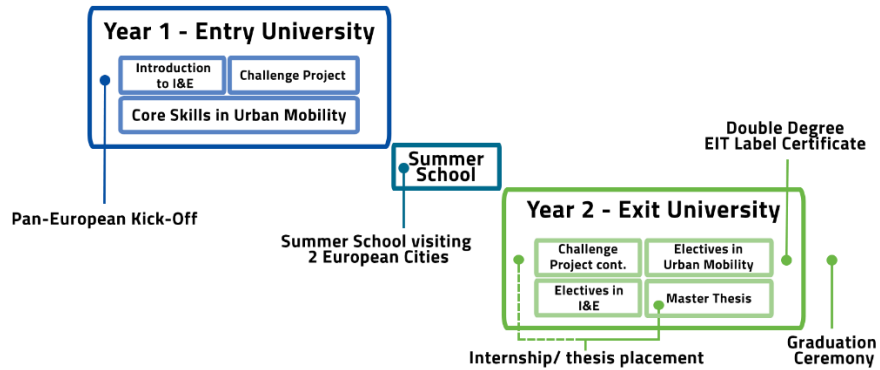 Year 1 - Entry University
Introduction
to I&E
Challenge Project
Core Skills in Urban Mobility
Pan-European Kick-Off
Summer
School
Summer School visiting
2 European Cities
Double Degree
EIT Label Certificate
Year 2 - Exit University
Challenge
Project cont.
Electives in
Urban Mobility
Electives in
I&E
Master Thesis
Internship/ thesis placement
Graduation
Ceremony